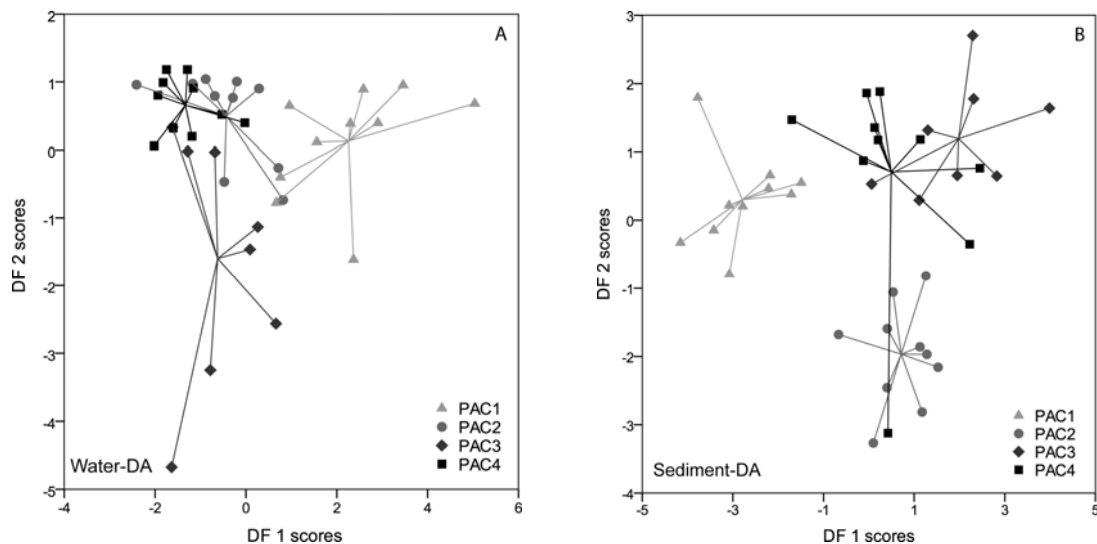 A
2
1
0
-1
-2
-3
-4
-5
DF 2 scores
-4
-2
0
2
4
6
DF 1 scores
Water-DA
PAC1
PAC2
PAC3
PAC4
B
3
2
1
0
-1
-2
-3
-4
DF 2 scores
-5
-3
-1
1
3
5
DF 1 scores
Sediment-DA
PAC1
PAC2
PAC3
PAC4